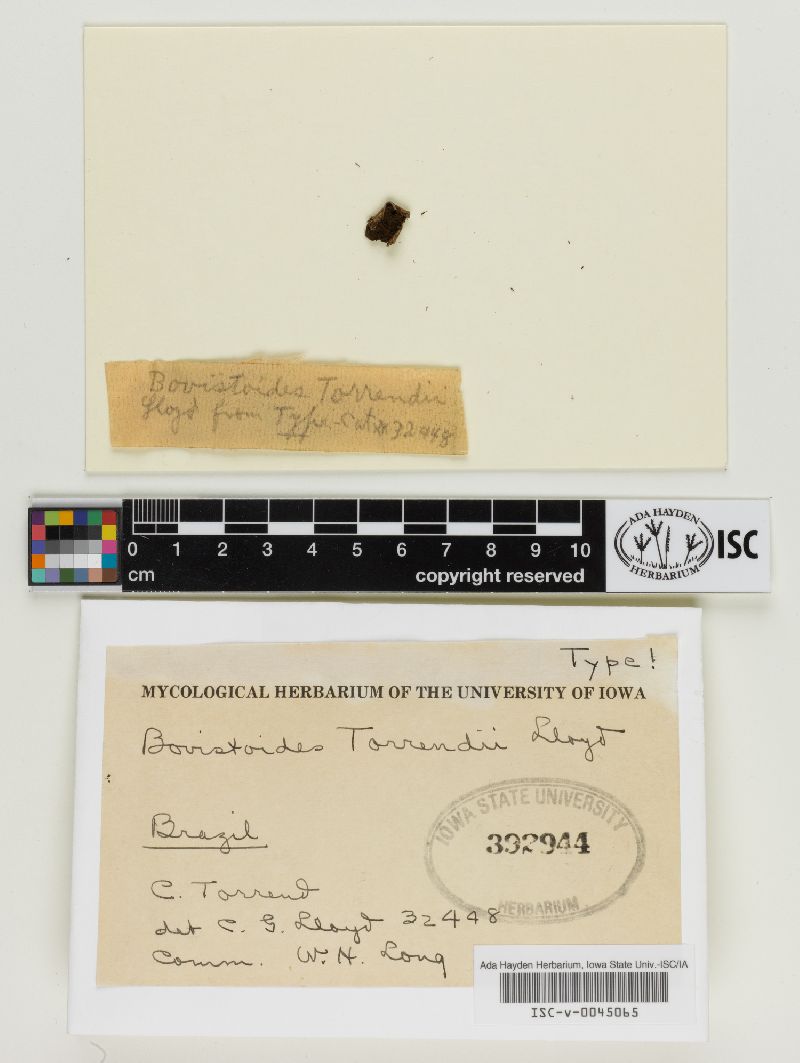 Bovistoides Torrendii
Lloyd from Type-Cat# 32448
0 1 2 3 4 5 6 7 8 9 10
cm
copyright reserved
ADA HAYDEN
HERBARIUM
ISC
Type!
MYCOLOGICAL HERBARIUM OF THE UNIVERSITY OF IOWA
Bovistoides Torrendii Lloyd
IOWA STATE UNIVERSITY
392944
HERBARIUM
Brazil
C. Torrend
det C. G. Lloyd 32448
Comm. W. H. Long
Ada Hayden Herbarium, Iowa State Univ.-ISC/IA
ISC-v-0045065